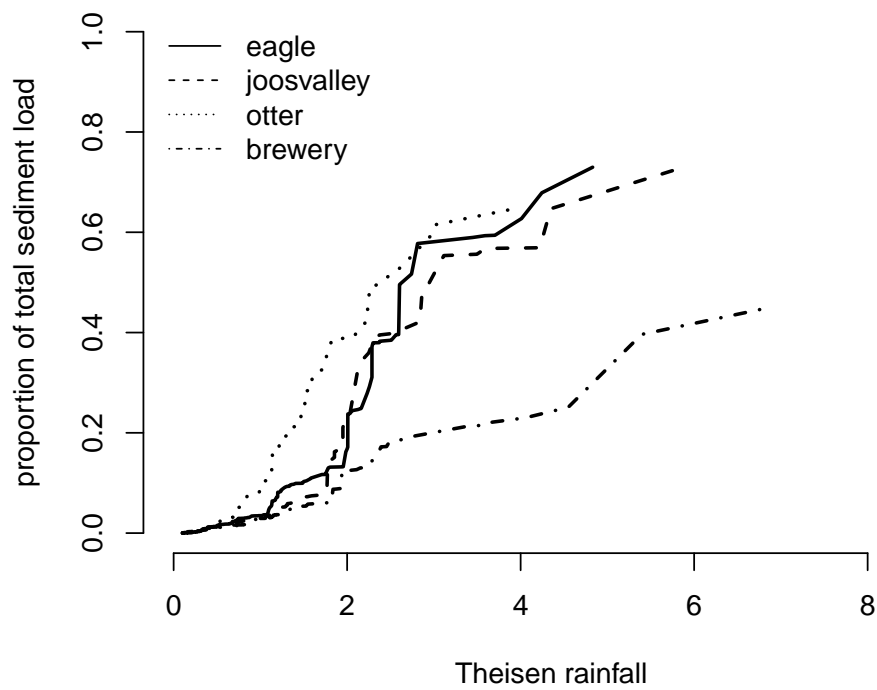 1.0
0.8
0.6
0.4
0.2
0.0
proportion of total sediment load
eagle
joosvalley
otter
brewery
0 2 4 6 8
Theisen rainfall